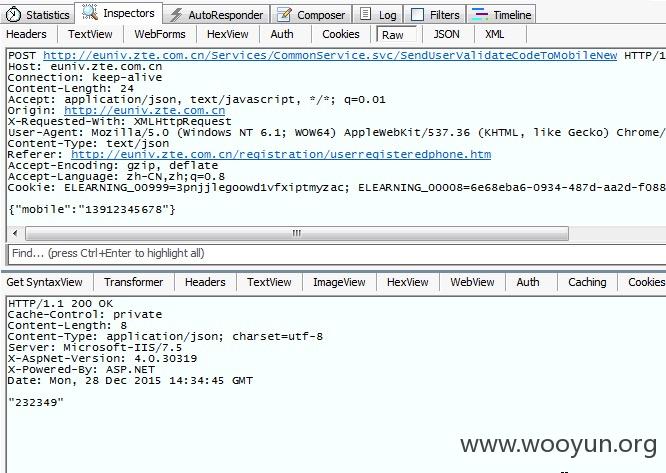 Statistics Inspectors AutoResponder Composer Log Filters Timeline
Headers TextView WebForms HexView Auth Cookies Raw JSON XML
POST http://euniv.zte.com.cn/Services/CommonService.svc/SendUserValidateCodeToMobileNew HTTP/1
Host: euniv.zte.com.cn
Connection: keep-alive
Content-Length: 24
Accept: application/json, text/javascript, */*; q=0.01
Origin: http://euniv.zte.com.cn
X-Requested-With: XMLHttpRequest
User-Agent: Mozilla/5.0 (Windows NT 6.1; WOW64) AppleWebKit/537.36 (KHTML, like Gecko) Chrome/
Content-Type: text/json
Referer: http://euniv.zte.com.cn/registration/userregisteredphone.htm
Accept-Encoding: gzip, deflate
Accept-Language: zh-CN,zh;q=0.8
Cookie: ELEARNING_00999=3pnjjlegoowd1vfxiptmyzac; ELEARNING_00008=6e68eba6-0934-487d-aa2d-f088
{"mobile":"13912345678"}
Find... (press Ctrl+Enter to highlight all)
Get SyntaxView Transformer Headers TextView ImageView HexView WebView Auth Caching Cookies
HTTP/1.1 200 OK
Cache-Control: private
Content-Length: 8
Content-Type: application/json; charset=utf-8
Server: Microsoft-IIS/7.5
X-AspNet-Version: 4.0.30319
X-Powered-By: ASP.NET
Date: Mon, 28 Dec 2015 14:34:45 GMT
"232349"
www.wooyun.org